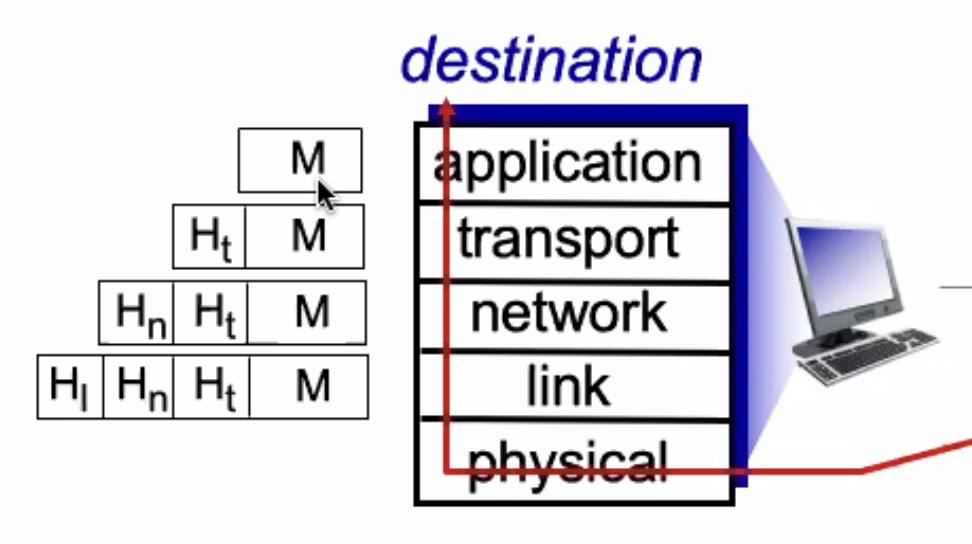 destination
M application
H_t M transport
H_n H_t M network
H_l H_n H_t M link
physical